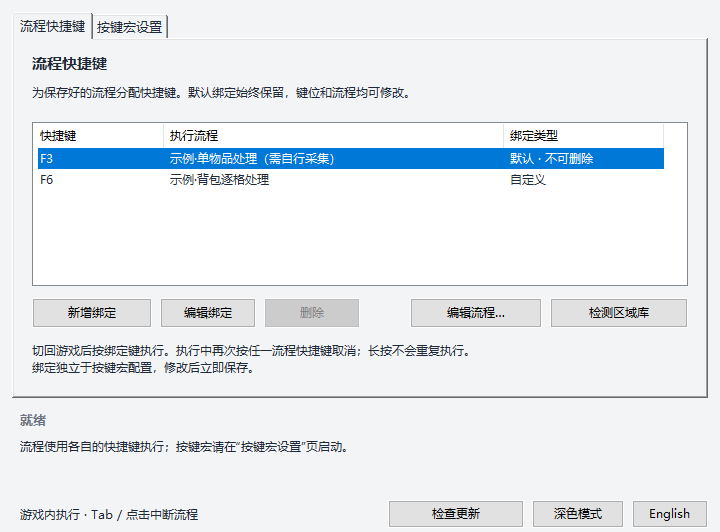 流程快捷键 按键宏设置
流程快捷键
为保存好的流程分配快捷键。默认绑定始终保留，键位和流程均可修改。
快捷键 执行流程 绑定类型
F3 示例·单物品处理（需自行采集） 默认 · 不可删除
F6 示例·背包逐格处理 自定义
新增绑定 编辑绑定 删除 编辑流程... 检测区域库
切回游戏后按绑定键执行。执行中再次按任一流程快捷键取消；长按不会重复执行。
绑定独立于按键宏配置，修改后立即保存。
就绪
流程使用各自的快捷键执行；按键宏请在“按键宏设置”页启动。
游戏内执行 · Tab / 点击中断流程 检查更新 深色模式 English